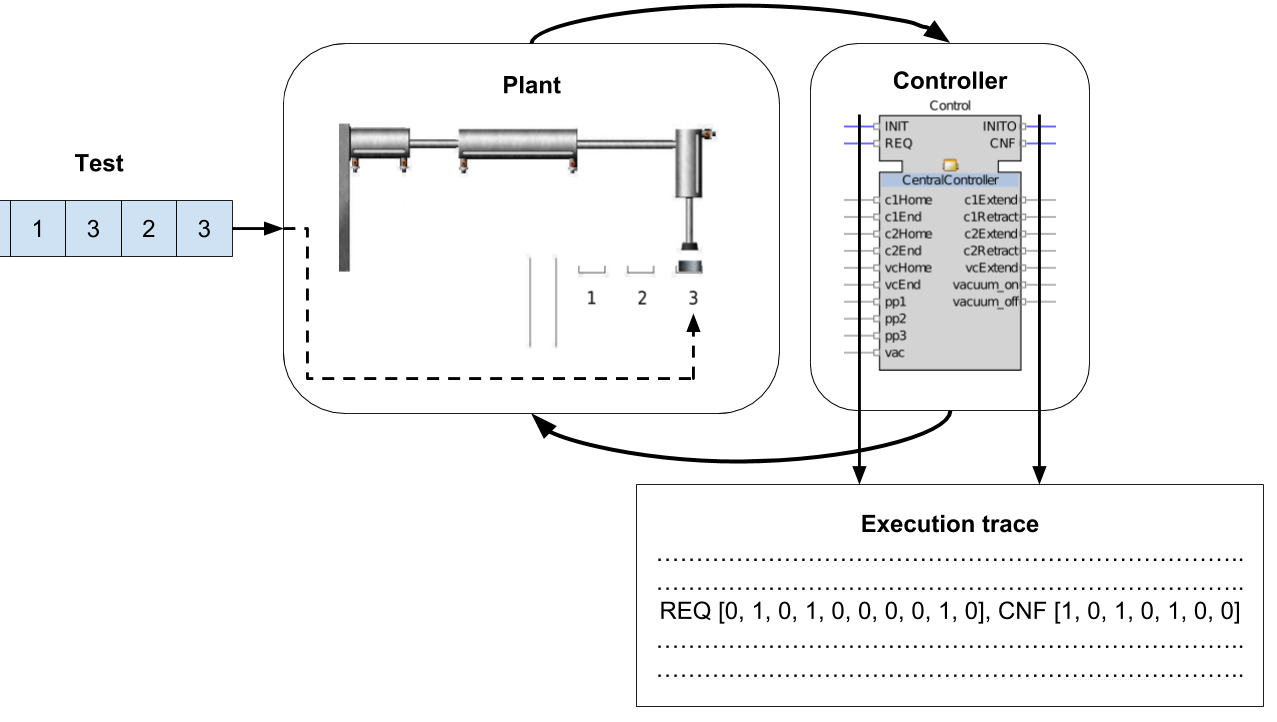 Test
1 3 2 3
Plant
1 2 3
Controller
Control
INIT INITO
REQ CNF
CentralController
c1Home c1Extend
c1End c1Retract
c2Home c2Extend
c2End c2Retract
vcHome vcExtend
vcEnd vacuum_on
pp1 vacuum_off
pp2
pp3
vac
Execution trace
REQ [0, 1, 0, 1, 0, 0, 0, 0, 1, 0], CNF [1, 0, 1, 0, 1, 0, 0]